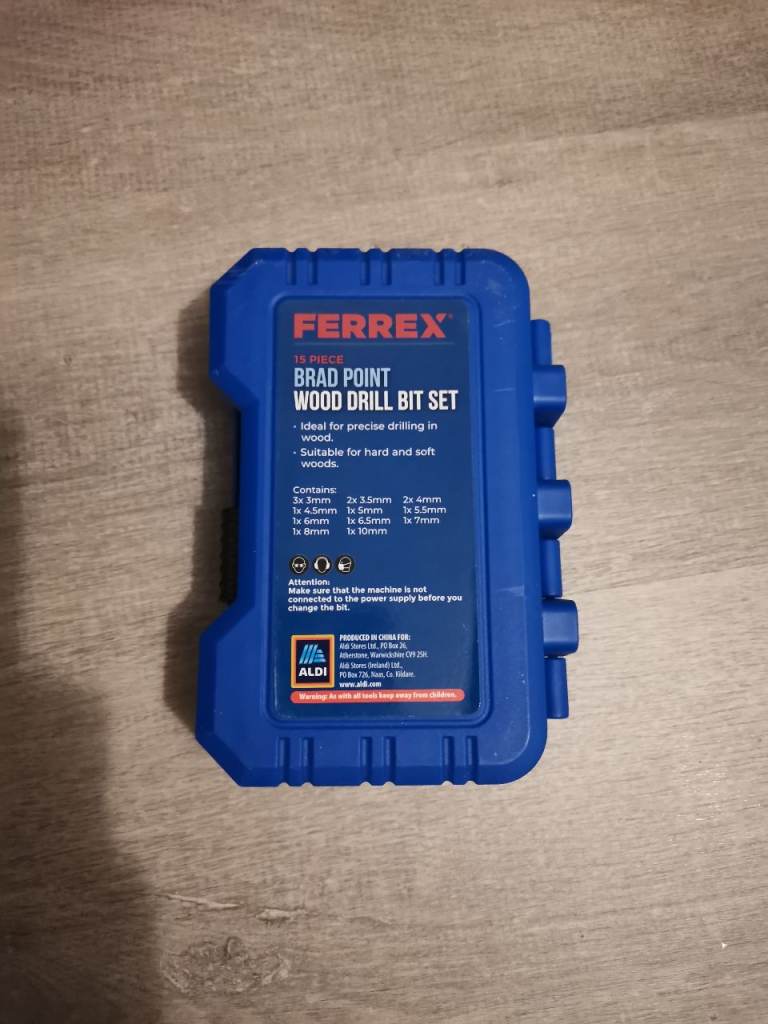 FERREX®
15 PIECE
BRAD POINT
WOOD DRILL BIT SET
• Ideal for precise drilling in
wood.
• Suitable for hard and soft
woods.
Contains:
3x 3mm 2x 3.5mm 2x 4mm
1x 4.5mm 1x 5mm 1x 5.5mm
1x 6mm 1x 6.5mm 1x 7mm
1x 8mm 1x 10mm
Attention:
Make sure that the machine is not
connected to the power supply before you
change the bit.
ALDI
PRODUCED IN CHINA FOR:
Aldi Stores Ltd., PO Box 26,
Atherstone, Warwickshire CV9 2SH.
Aldi Stores (Ireland) Ltd.,
PO Box 726, Naas, Co. Kildare.
www.aldi.com
Warning: As with all tools keep away from children.